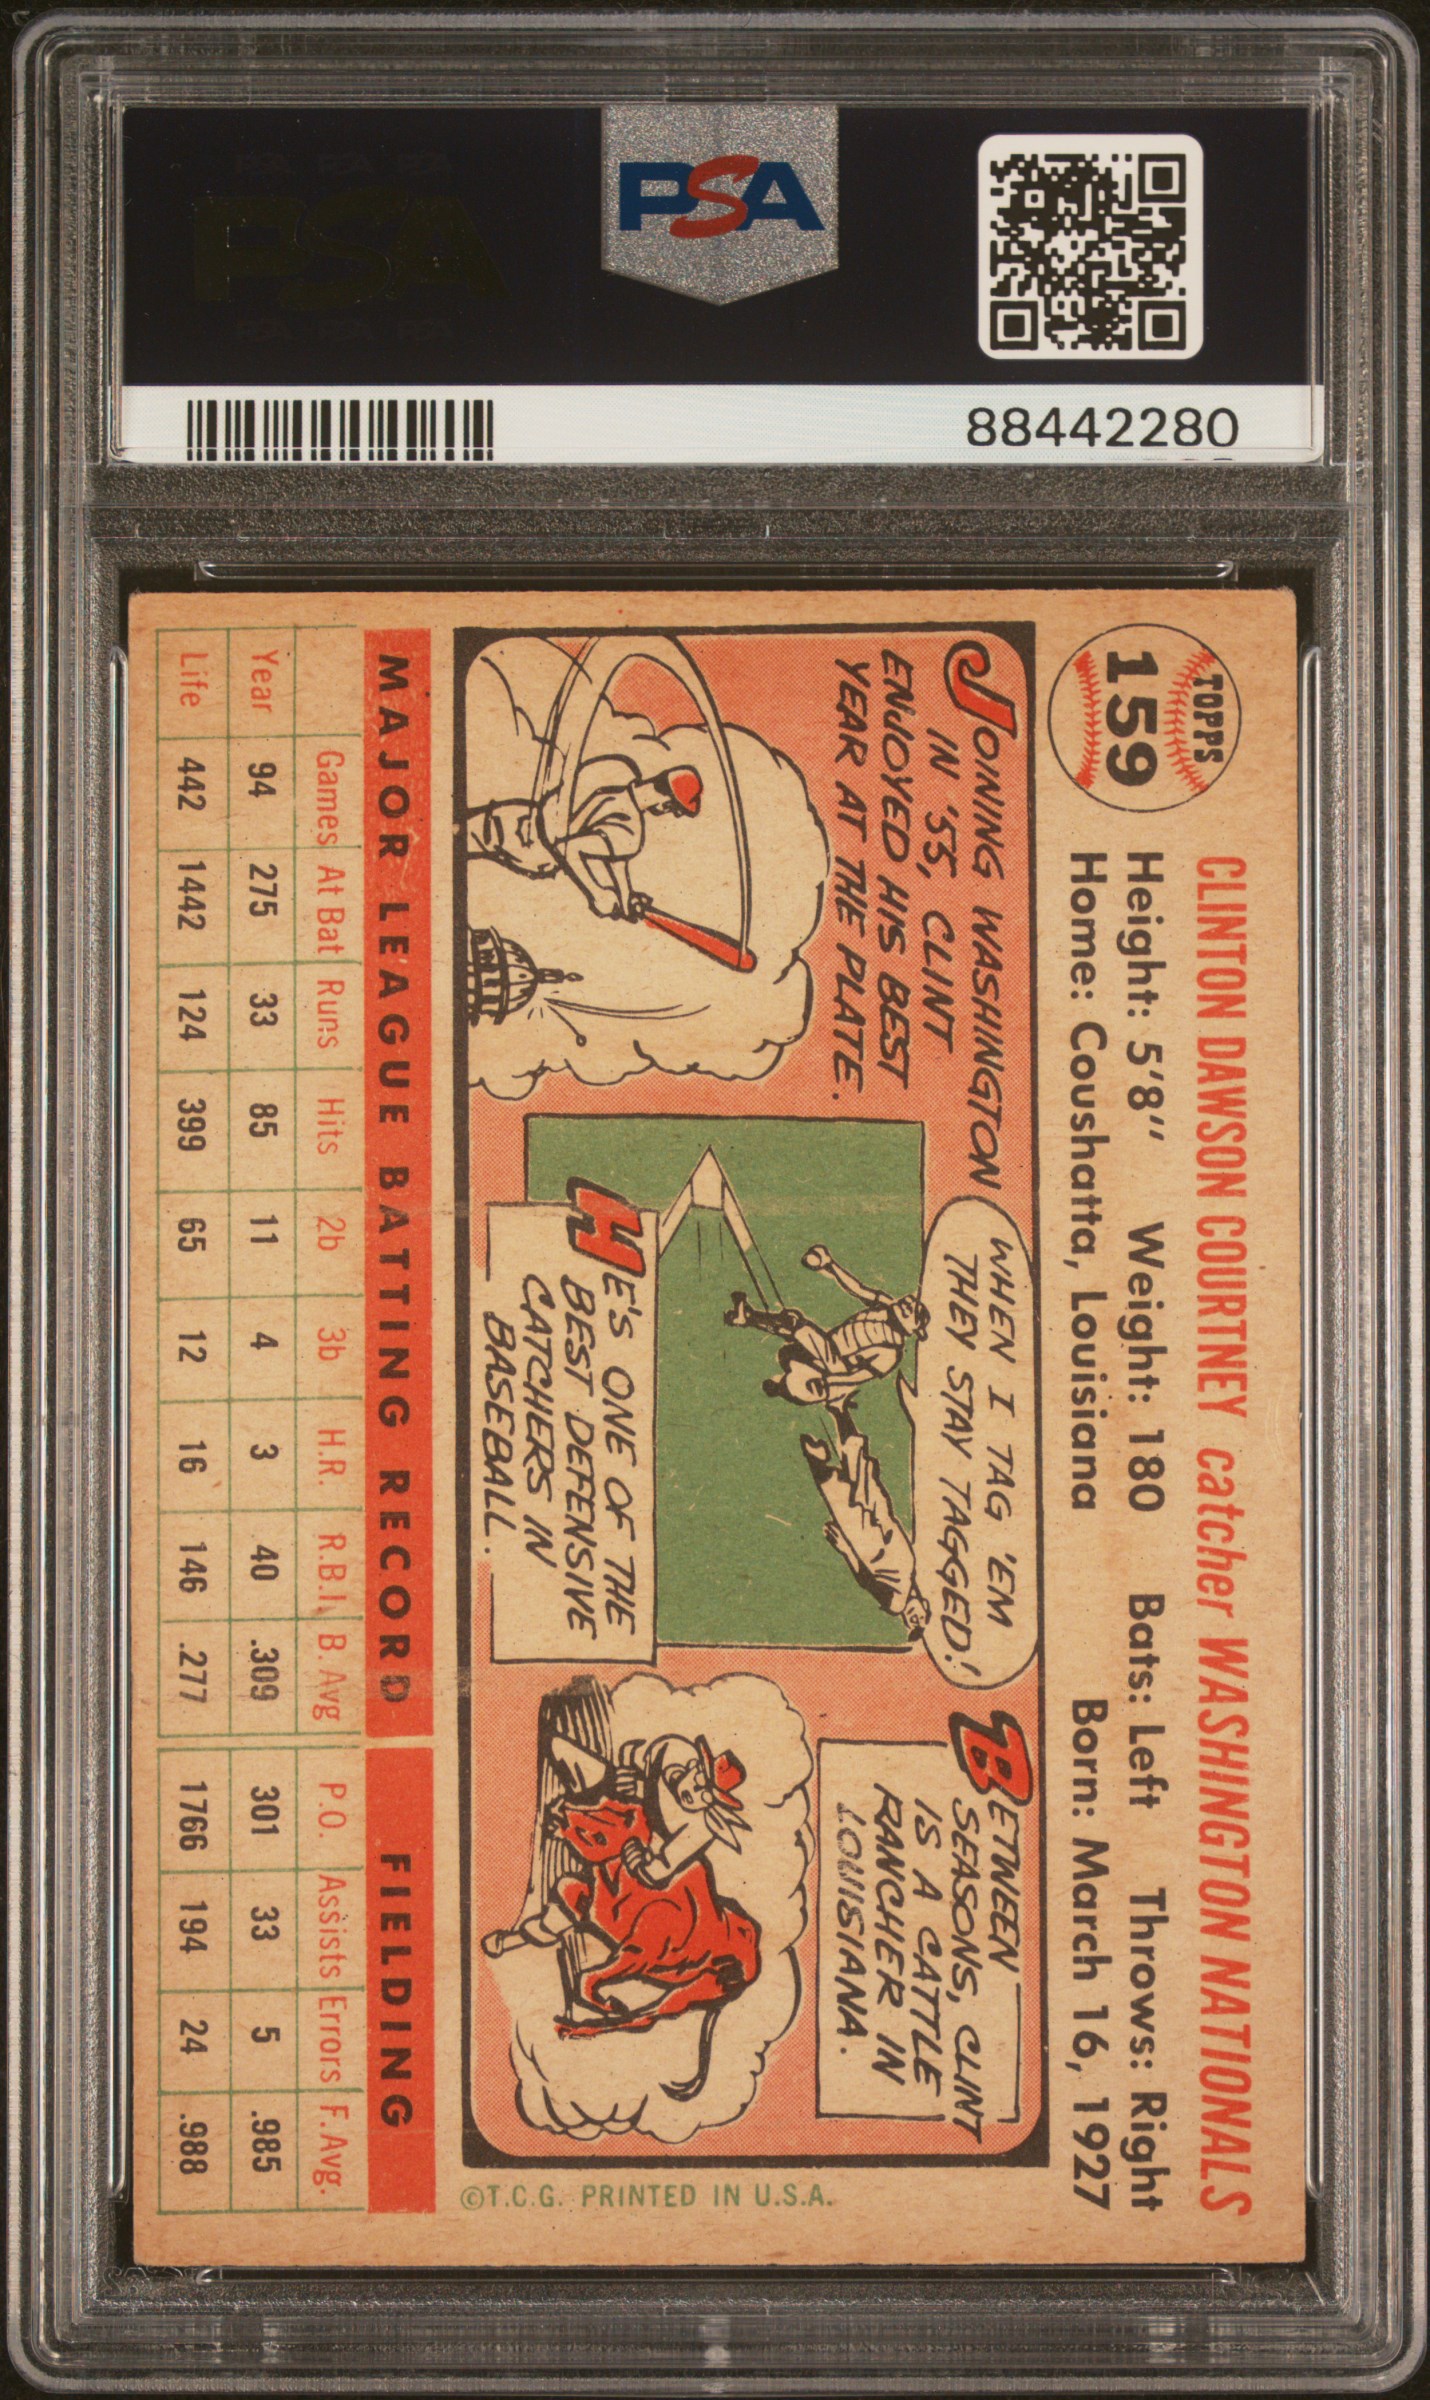 PSA
88442280
TOPPS
159
CLINTON DAWSON COURTNEY catcher WASHINGTON NATIONALS
Height: 5'8" Weight: 180 Bats: Left Throws: Right
Home: Coushatta, Louisiana Born: March 16, 1927
JOINING WASHINGTON
IN '55, CLINT
ENJOYED HIS BEST
YEAR AT THE PLATE.
WHEN I TAG 'EM
THEY STAY TAGGED!
HE'S ONE OF THE
BEST DEFENSIVE
CATCHERS IN
BASEBALL.
BETWEEN
SEASONS, CLINT
IS A CATTLE
RANCHER IN
LOUISIANA.
©T.C.G. PRINTED IN U.S.A.
MAJOR LEAGUE BATTING RECORD FIELDING
Games At Bat Runs Hits 2b 3b H.R. R.B.I. B. Avg P.O. Assists Errors F. Avg.
Year 94 275 33 85 11 4 3 40 .309 301 33 5 .985
Life 442 1442 124 399 65 12 16 146 .277 1766 194 24 .988